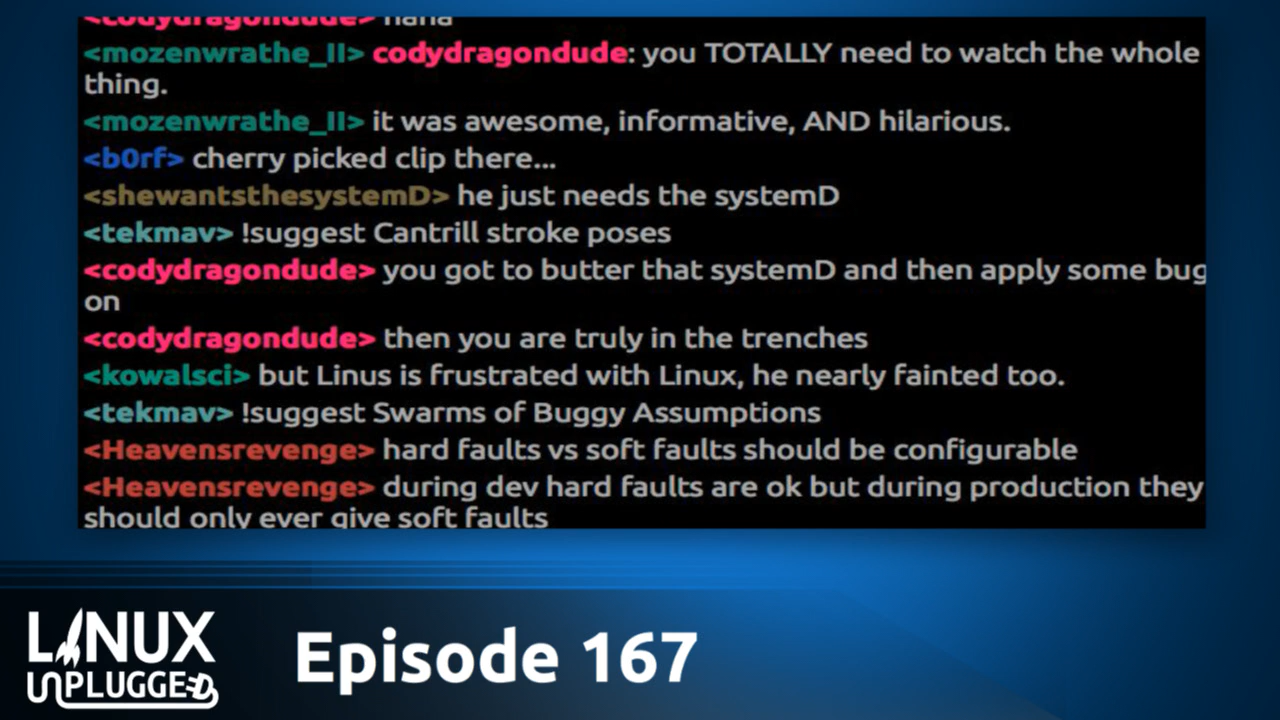 <codydragondude> haha
<mozenwrathe_II> codydragondude: you TOTALLY need to watch the whole
thing.
<mozenwrathe_II> it was awesome, informative, AND hilarious.
<b0rf> cherry picked clip there...
<shewantsthesystemD> he just needs the systemD
<tekmav> !suggest Cantrill stroke poses
<codydragondude> you got to butter that systemD and then apply some bug
on
<codydragondude> then you are truly in the trenches
<kowalsci> but Linus is frustrated with Linux, he nearly fainted too.
<tekmav> !suggest Swarms of Buggy Assumptions
<Heavensrevenge> hard faults vs soft faults should be configurable
<Heavensrevenge> during dev hard faults are ok but during production they
should only ever give soft faults
LINUX
UNPLUGGED
Episode 167